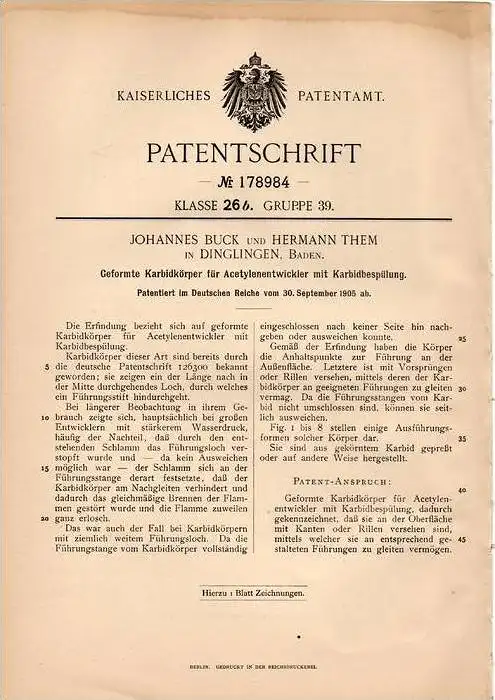 KAISERLICHES PATENTAMT.
PATENTSCHRIFT
— № 178984 —
KLASSE 26b. GRUPPE 39.
JOHANNES BUCK UND HERMANN THEM
IN DINGLINGEN, BADEN.
Geformte Karbidkörper für Acetylenentwickler mit Karbidbespülung.
Patentiert im Deutschen Reiche vom 30. September 1905 ab.
Die Erfindung bezieht sich auf geformte
Karbidkörper für Acetylenentwickler mit
Karbidbespülung.
Karbidkörper dieser Art sind bereits durch
5 die deutsche Patentschrift 126300 bekannt
geworden; sie zeigen ein der Länge nach in
der Mitte durchgehendes Loch, durch welches
ein Führungsstift hindurchgeht.
Bei längerer Beobachtung in ihrem Ge-
10 brauch zeigte sich, hauptsächlich bei großen
Entwicklern mit stärkerem Wasserdruck,
häufig der Nachteil, daß durch den ent-
stehenden Schlamm das Führungsloch ver-
stopft wurde — da kein Ausweichen
15 möglich war — der Schlamm sich an der
Führungsstange derart festsetzte, daß der
Karbidkörper am Nachgleiten verhindert und
dadurch das gleichmäßige Brennen der Flam-
men gestört wurde und die Flamme zuweilen
20 ganz erlosch.
Das war auch der Fall bei Karbidkörpern
mit ziemlich weitem Führungsloch. Da die
Führungstange vom Karbidkörper vollständig
eingeschlossen nach keiner Seite hin nach-
geben oder ausweichen konnte. 25
Gemäß der Erfindung haben die Körper
die Anhaltspunkte zur Führung an der
Außenfläche. Letztere ist mit Vorsprüngen
oder Rillen versehen, mittels deren der Kar-
bidkörper an geeigneten Führungen zu gleiten 30
vermag. Da die Führungsstangen vom Kar-
bid nicht umschlossen sind, können sie seit-
lich ausweichen.
Fig. 1 bis 8 stellen einige Ausführungs-
formen solcher Körper dar. 35
Sie sind aus gekörntem Karbid gepreßt
oder auf andere Weise hergestellt.
PATENT-ANSPRUCH:
40
Geformte Karbidkörper für Acetylen-
entwickler mit Karbidbespülung, dadurch
gekennzeichnet, daß sie an der Oberfläche
mit Kanten oder Rillen versehen sind,
mittels welcher sie an entsprechend ge- 45
stalteten Führungen zu gleiten vermögen.
Hierzu 1 Blatt Zeichnungen.
BERLIN. GEDRUCKT IN DER REICHSDRUCKEREI.